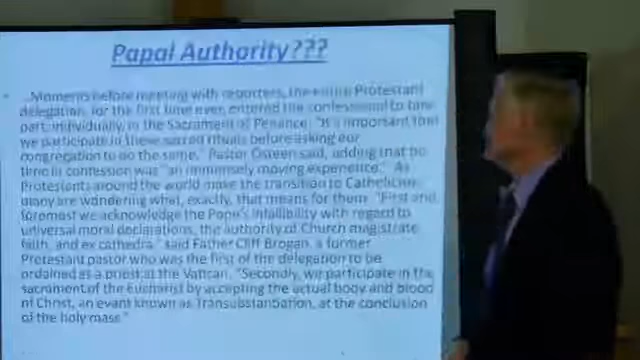 Papal Authority???
Moments before meeting with reporters, the entire Protestant
delegation, for the first time ever, entered the confessional to take
part, individually, in the Sacrament of Penance. "It's important that
we participate in these sacred rituals before asking our
congregation to do the same," Pastor Osteen said, adding that his
time in confession was "an immensely moving experience." As
Protestants around the world make the transition to Catholicism,
many are wondering what, exactly, that means for them. "First and
foremost we acknowledge the Pope's infallibility with regard to
universal moral declarations, the authority of Church magistrate
faith, and ex cathedra," said Father Cliff Brogan, a former
Protestant pastor who was the first of the delegation to be
ordained as a priest at the Vatican. "Secondly, we participate in the
sacrament of the Eucharist by accepting the actual body and blood
of Christ, an event known as Transubstantiation, at the conclusion
of the holy mass."